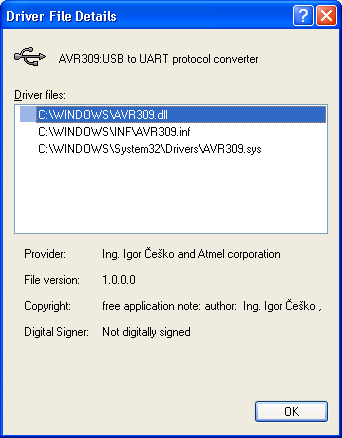 Driver File Details
AVR309:USB to UART protocol converter
Driver files:
C:\WINDOWS\AVR309.dll
C:\WINDOWS\INF\AVR309.inf
C:\WINDOWS\System32\Drivers\AVR309.sys
Provider: Ing. Igor Češko and Atmel corporation
File version: 1.0.0.0
Copyright: free application note: author: Ing. Igor Češko ,
Digital Signer: Not digitally signed
OK